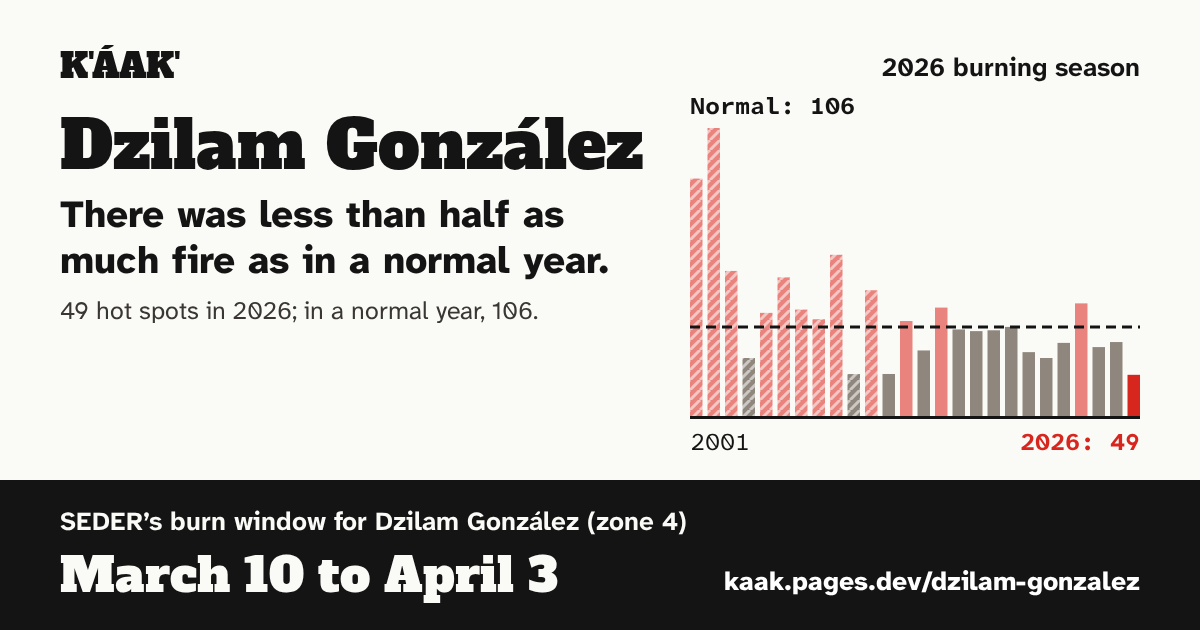 K'ÁAK'
2026 burning season
Dzilam González
There was less than half as
much fire as in a normal year.
49 hot spots in 2026; in a normal year, 106.
Normal: 106
2001
2026: 49
SEDER’s burn window for Dzilam González (zone 4)
March 10 to April 3
kaak.pages.dev/dzilam-gonzalez